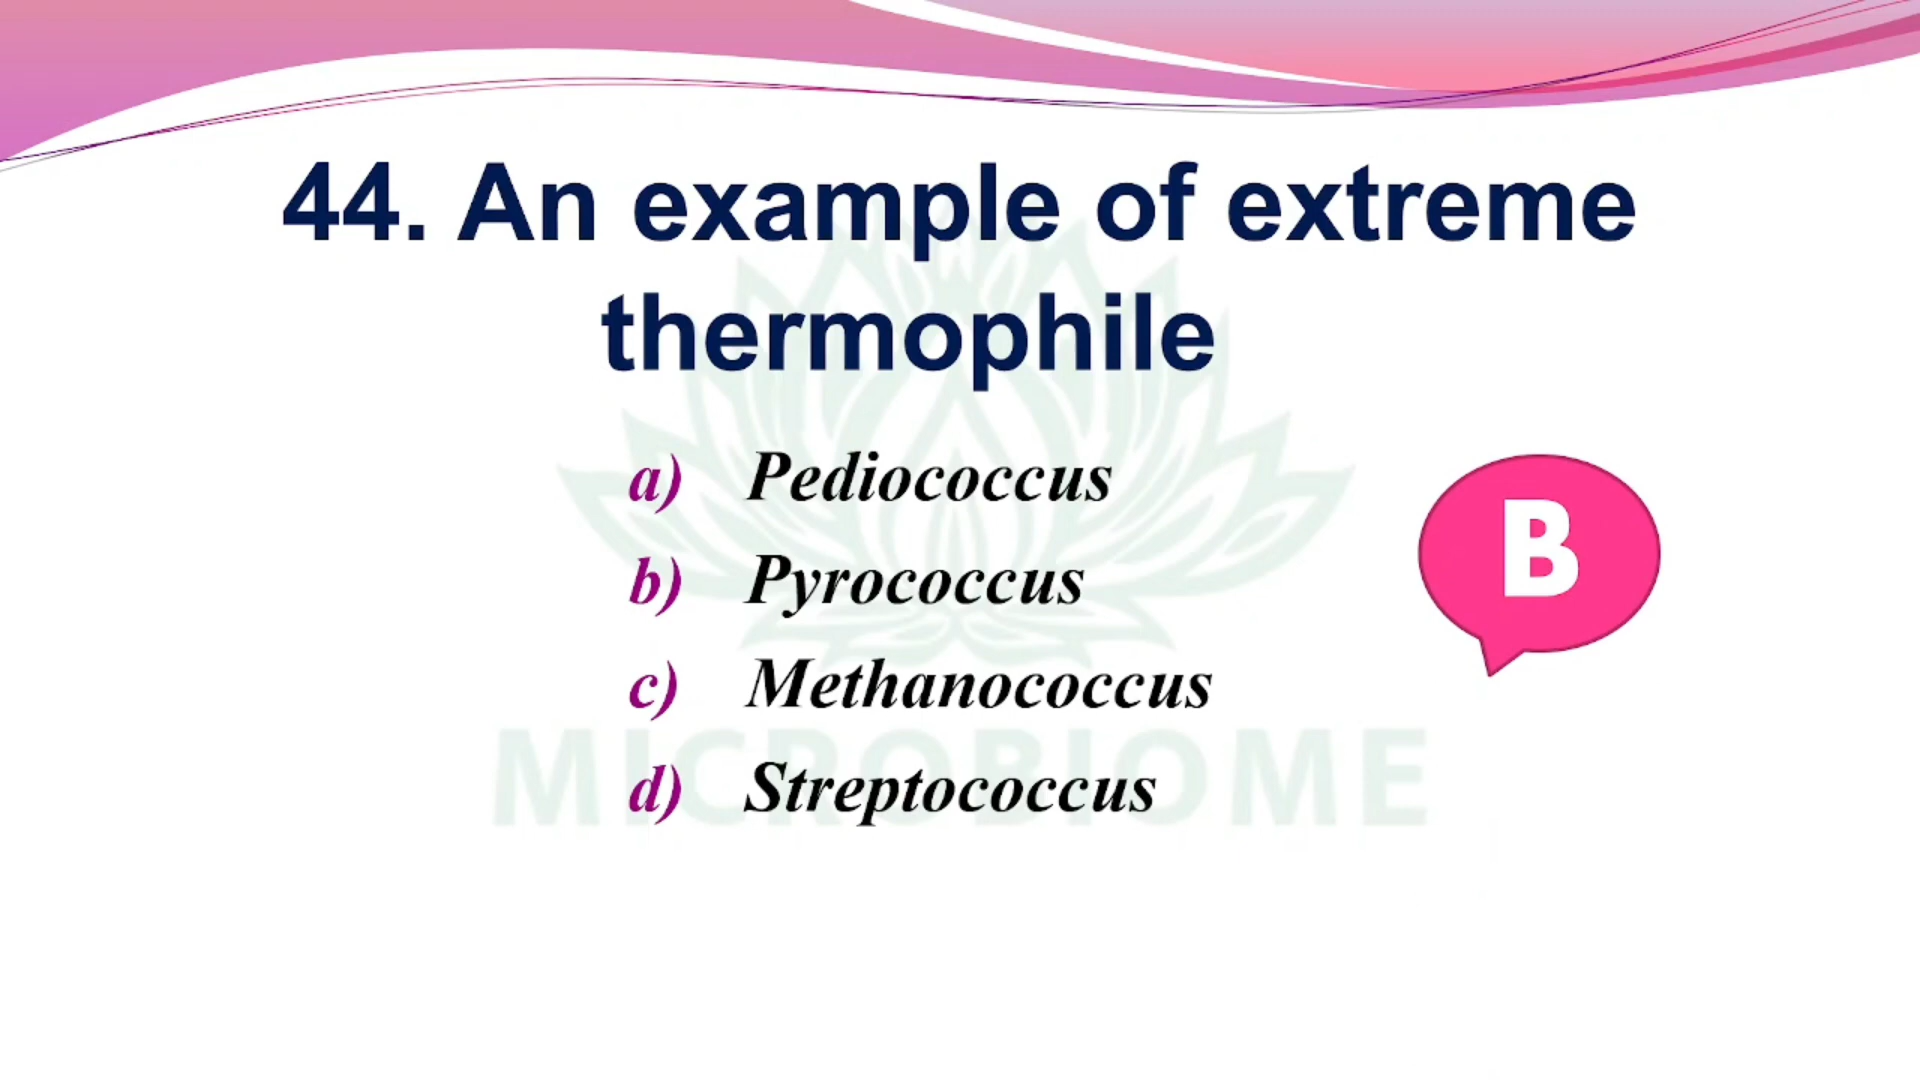 44. An example of extreme
thermophile
a) Pediococcus
b) Pyrococcus
B
c) Methanococcus
d) Streptococcus
MICROBIOME